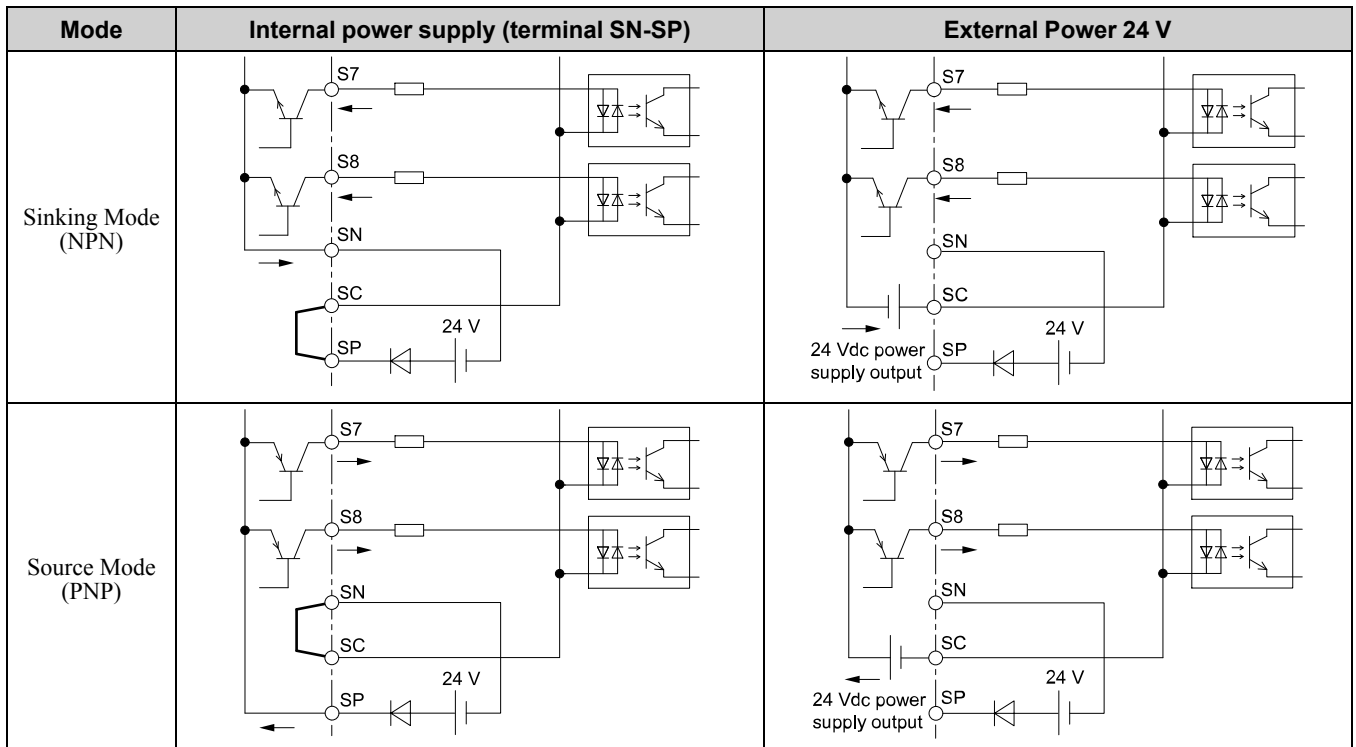 Mode
Internal power supply (terminal SN-SP)
External Power 24 V
Sinking Mode
(NPN)
S7
S8
SN
SC
24 V
SP
S7
S8
SN
SC
24 V
24 Vdc power
supply output
SP
Source Mode
(PNP)
S7
S8
SN
SC
24 V
SP
S7
S8
SN
SC
24 V
24 Vdc power
supply output
SP